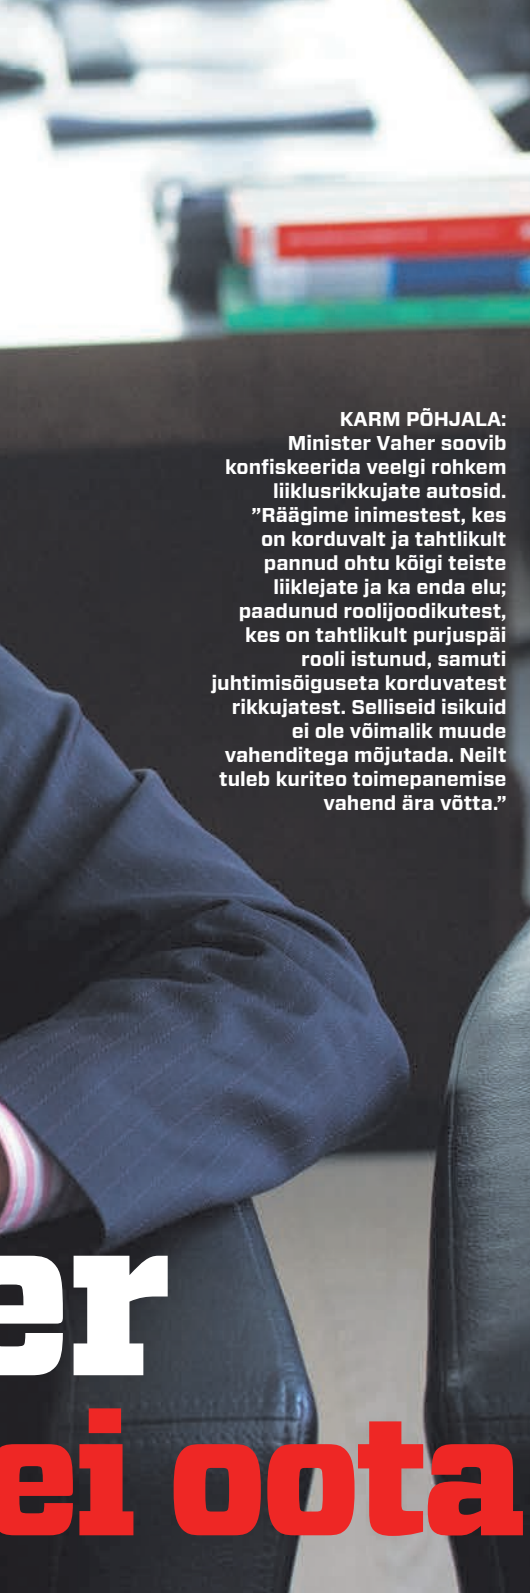 KARM PÕHJALA:
Minister Vaher soovib
konfiskeerida veelgi rohkem
liiklusrikkujate autosid.
”Räägime inimestest, kes
on korduvalt ja tahtlikult
pannud ohtu kõigi teiste
liiklejate ja ka enda elu;
paadunud roolijoodikutest,
kes on tahtlikult purjuspäi
rooli istunud, samuti
juhtimisõiguseta korduvatest
rikkujatest. Selliseid isikuid
ei ole võimalik muude
vahenditega mõjutada. Neilt
tuleb kuriteo toimepanemise
vahend ära võtta.”
er
ei oota